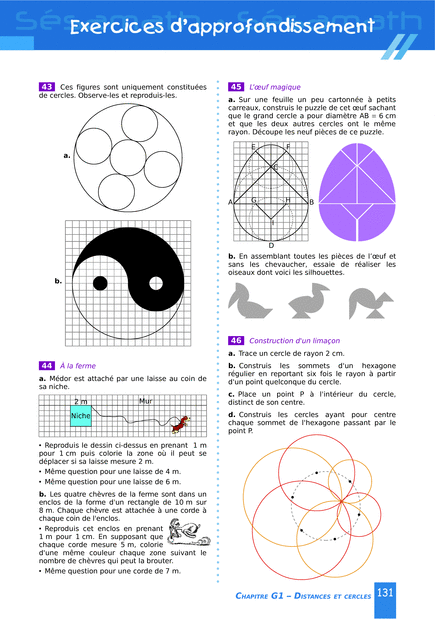 Exercices d'approfondissement
43 Ces figures sont uniquement constituées
de cercles. Observe-les et reproduis-les.
a.
b.
44 À la ferme
a. Médor est attaché par une laisse au coin de
sa niche.
2 m
Mur
Niche
• Reproduis le dessin ci-dessus en prenant 1 m
pour 1 cm puis colorie la zone où il peut se
déplacer si sa laisse mesure 2 m.
• Même question pour une laisse de 4 m.
• Même question pour une laisse de 6 m.
b. Les quatre chèvres de la ferme sont dans un
enclos de la forme d'un rectangle de 10 m sur
8 m. Chaque chèvre est attachée à une corde à
chaque coin de l'enclos.
• Reproduis cet enclos en prenant
1 m pour 1 cm. En supposant que
chaque corde mesure 5 m, colorie
d'une même couleur chaque zone suivant le
nombre de chèvres qui peut la brouter.
• Même question pour une corde de 7 m.
45 L'œuf magique
a. Sur une feuille un peu cartonnée à petits
carreaux, construis le puzzle de cet œuf sachant
que le grand cercle a pour diamètre AB = 6 cm
et que les deux autres cercles ont le même
rayon. Découpe les neuf pièces de ce puzzle.
E F
C
A G H B
I
D
b. En assemblant toutes les pièces de l'œuf et
sans les chevaucher, essaie de réaliser les
oiseaux dont voici les silhouettes.
46 Construction d'un limaçon
a. Trace un cercle de rayon 2 cm.
b. Construis les sommets d'un hexagone
régulier en reportant six fois le rayon à partir
d'un point quelconque du cercle.
c. Place un point P à l'intérieur du cercle,
distinct de son centre.
d. Construis les cercles ayant pour centre
chaque sommet de l'hexagone passant par le
point P.
CHAPITRE G1 – DISTANCES ET CERCLES 131